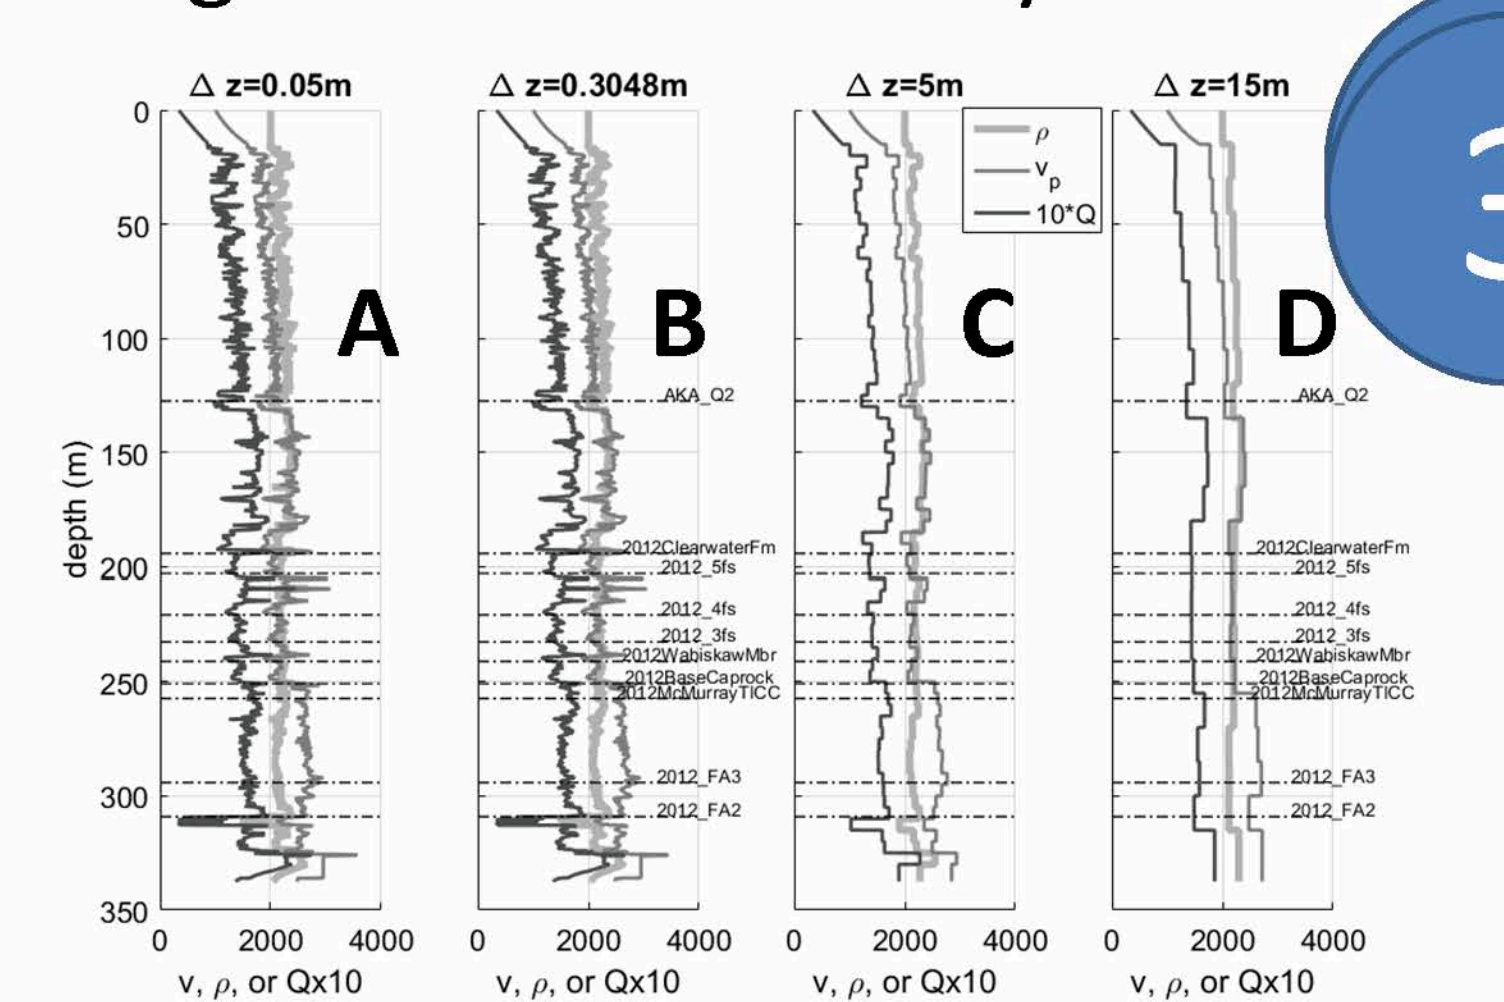 Δ z=0.05m
Δ z=0.3048m
Δ z=5m
Δ z=15m
3
0
50
100
150
200
250
300
350
depth (m)
ρ
vp
10*Q
A
B
C
D
AKA_Q2
2012ClearwaterFm
2012_5fs
2012_4fs
2012_3fs
2012WabiskawMbr
2012BaseCaprock
2012McMurrayTICC
2012_FA3
2012_FA2
AKA_Q2
2012ClearwaterFm
2012_5fs
2012_4fs
2012_3fs
2012WabiskawMbr
2012BaseCaprock
2012McMurrayTICC
2012_FA3
2012_FA2
0 2000 4000
0 2000 4000
0 2000 4000
0 2000 4000
v, ρ, or Qx10
v, ρ, or Qx10
v, ρ, or Qx10
v, ρ, or Qx10